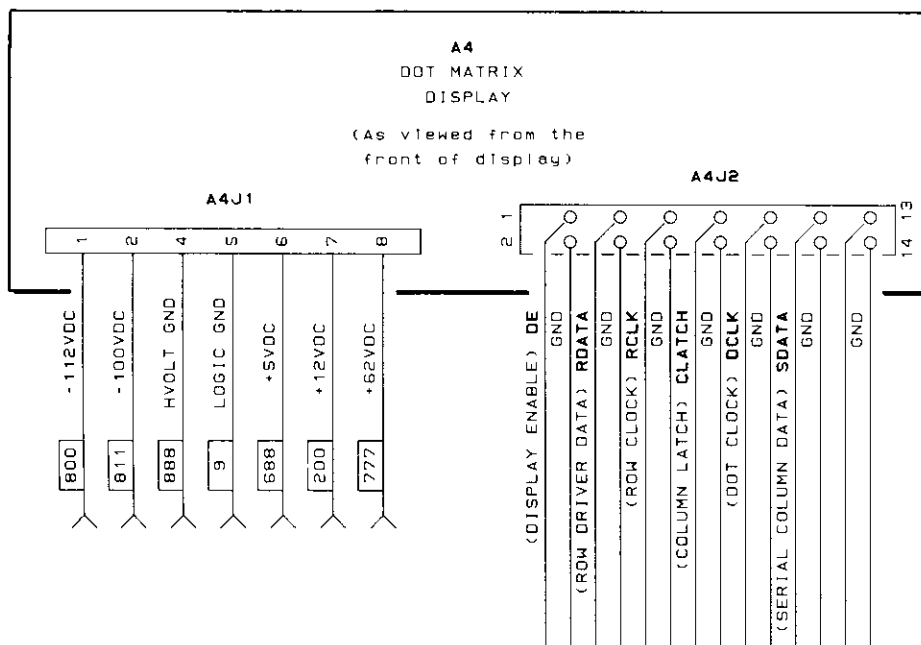 A4
DOT MATRIX
DISPLAY
(As viewed from the
front of display)
A4J1
1
2
4
5
6
7
8
-112VDC
-100VDC
HVOLT GND
LOGIC GND
+5VDC
+12VDC
+62VDC
800
811
888
9
688
200
777
A4J2
1
2
13
14
(DISPLAY ENABLE) DE
GND
(ROW DRIVER DATA) RDATA
GND
(ROW CLOCK) RCLK
GND
(COLUMN LATCH) CLATCH
GND
(DOT CLOCK) DCLK
GND
(SERIAL COLUMN DATA) SDATA
GND
GND